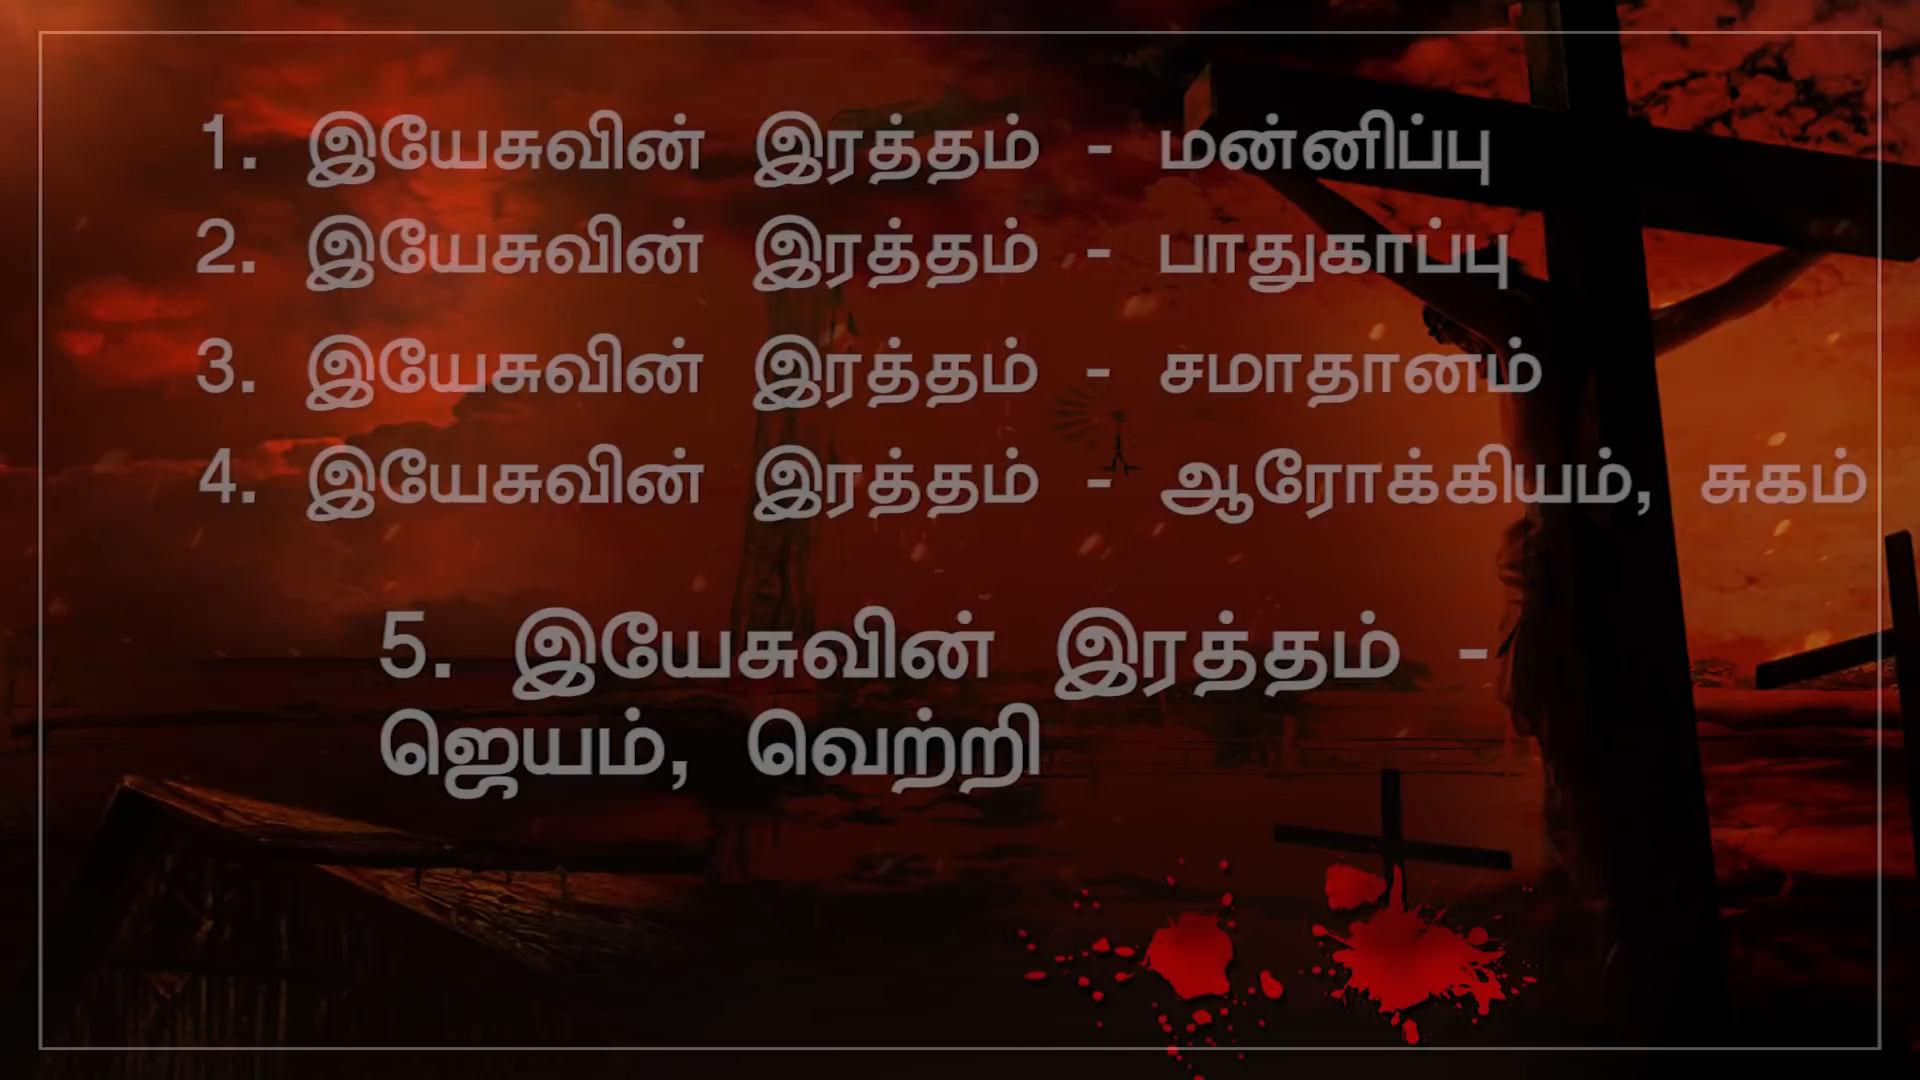 1. இயேசுவின் இரத்தம் - மன்னிப்பு
2. இயேசுவின் இரத்தம் - பாதுகாப்பு
3. இயேசுவின் இரத்தம் - சமாதானம்
4. இயேசுவின் இரத்தம் - ஆரோக்கியம், சுகம்
5. இயேசுவின் இரத்தம் -
ஜெயம், வெற்றி